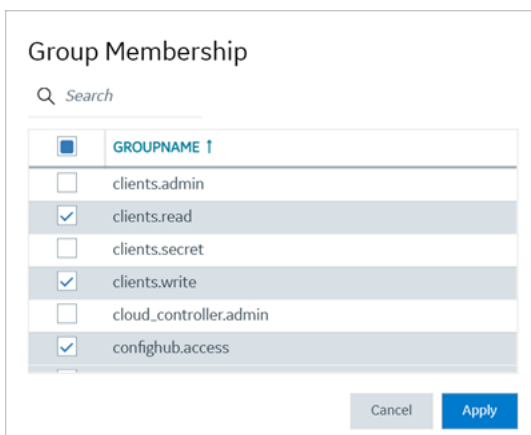 Group Membership
Search
GROUPNAME ↑
clients.admin
clients.read
clients.secret
clients.write
cloud_controller.admin
confighub.access
Cancel Apply